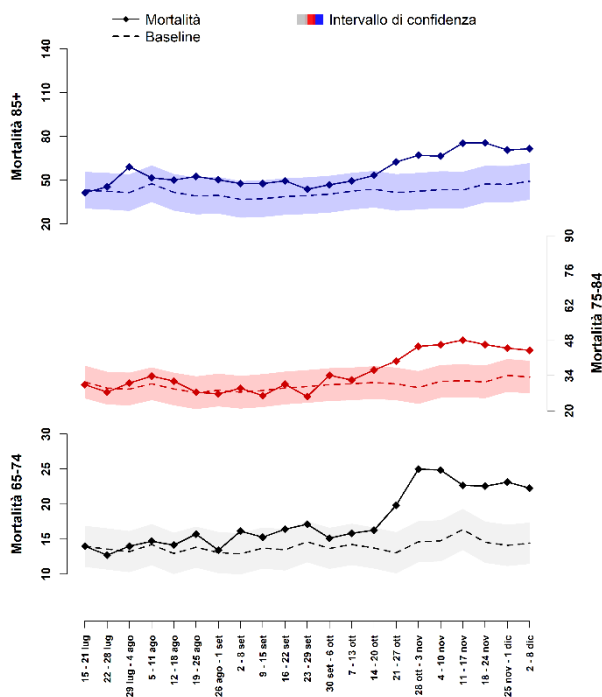 Mortalità
Baseline
Intervallo di confidenza
Mortalità 85+
140
110
80
50
20
Mortalità 75-84
90
76
62
48
34
20
Mortalità 65-74
30
25
20
15
10
15 - 21 lug
22 - 28 lug
29 lug - 4 ago
5 - 11 ago
12 - 18 ago
19 - 25 ago
26 ago - 1 set
2 - 8 set
9 - 15 set
16 - 22 set
23 - 29 set
30 set - 6 ott
7 - 13 ott
14 - 20 ott
21 - 27 ott
28 ott - 3 nov
4 - 10 nov
11 - 17 nov
18 - 24 nov
25 nov - 1 dic
2 - 8 dic